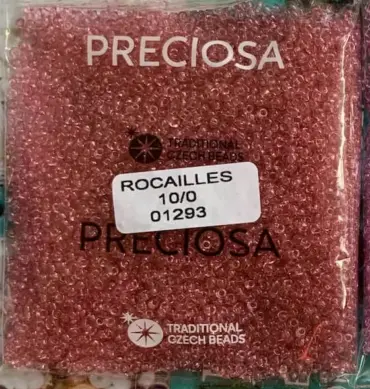 PRECIOSA
TRADITIONAL
CZECH BEADS
ROCAILLES
10/0
01293
PRECIOSA
TRADITIONAL
CZECH BEADS